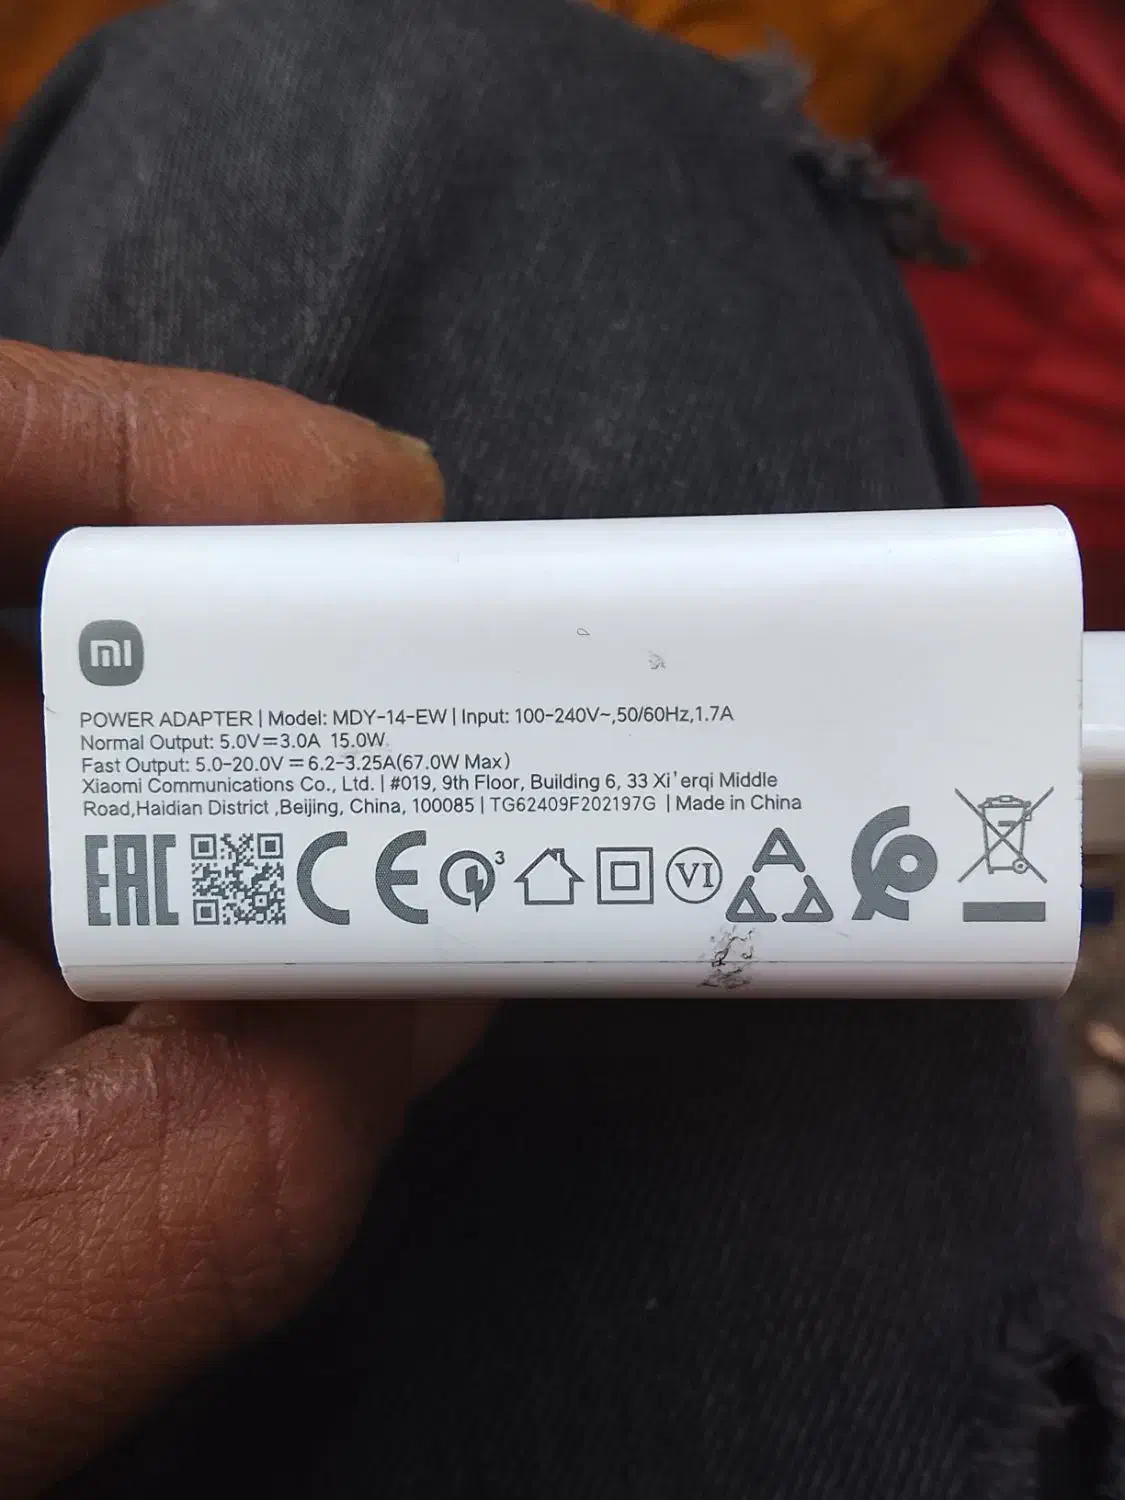 mi
POWER ADAPTER | Model: MDY-14-EW | Input: 100-240V~,50/60Hz,1.7A
Normal Output: 5.0V⎓3.0A 15.0W
Fast Output: 5.0-20.0V⎓6.2-3.25A(67.0W Max)
Xiaomi Communications Co., Ltd. | #019, 9th Floor, Building 6, 33 Xi'erqi Middle
Road,Haidian District ,Beijing, China, 100085 | TG62409F202197G | Made in China
EAC CE 3 VI